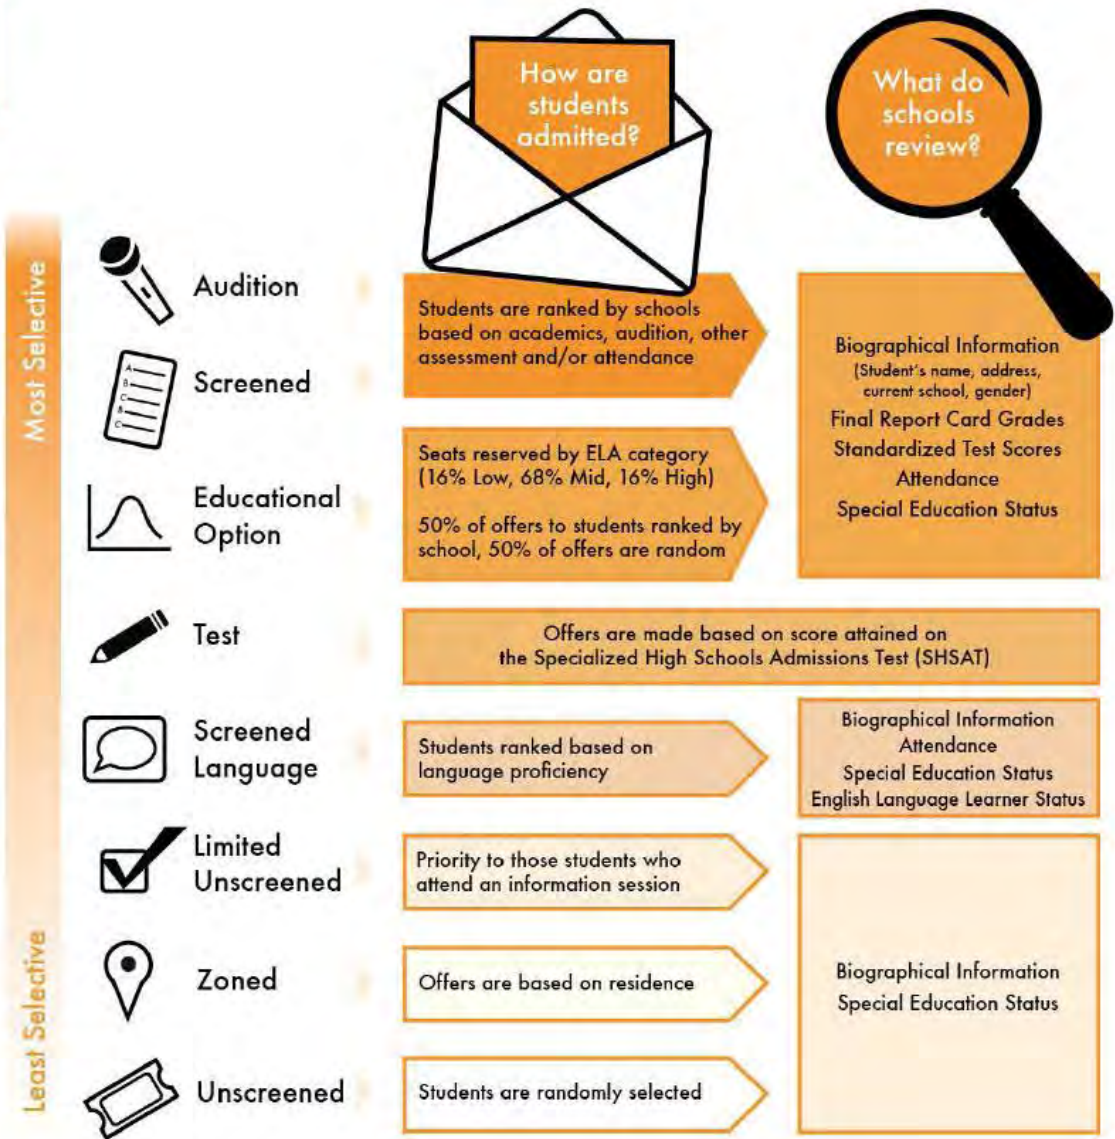 How are
students
admitted?
What do
schools
review?
Most Selective
Least Selective
Audition
Screened
Students are ranked by schools
based on academics, audition, other
assessment and/or attendance
Educational
Option
Seats reserved by ELA category
(16% Low, 68% Mid, 16% High)
50% of offers to students ranked by
school, 50% of offers are random
Biographical Information
(Student's name, address,
current school, gender)
Final Report Card Grades
Standardized Test Scores
Attendance
Special Education Status
A
B
C
B
C
Test
Offers are made based on score attained on
the Specialized High Schools Admissions Test (SHSAT)
Screened
Language
Students ranked based on
language proficiency
Biographical Information
Attendance
Special Education Status
English Language Learner Status
Limited
Unscreened
Priority to those students who
attend an information session
Zoned
Offers are based on residence
Unscreened
Students are randomly selected
Biographical Information
Special Education Status